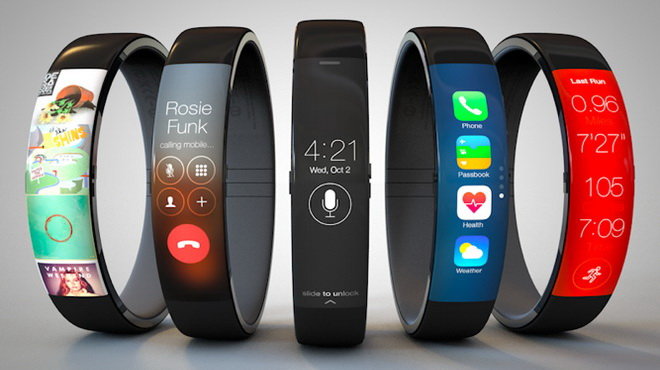 VAMPIRE
WEEKEND
Rosie
Funk
calling mobile...
4:21
Wed, Oct 2
slide to unlock
Phone
Passbook
Health
Weather
Last Run
0.96
Miles
7'27"
105
7:09